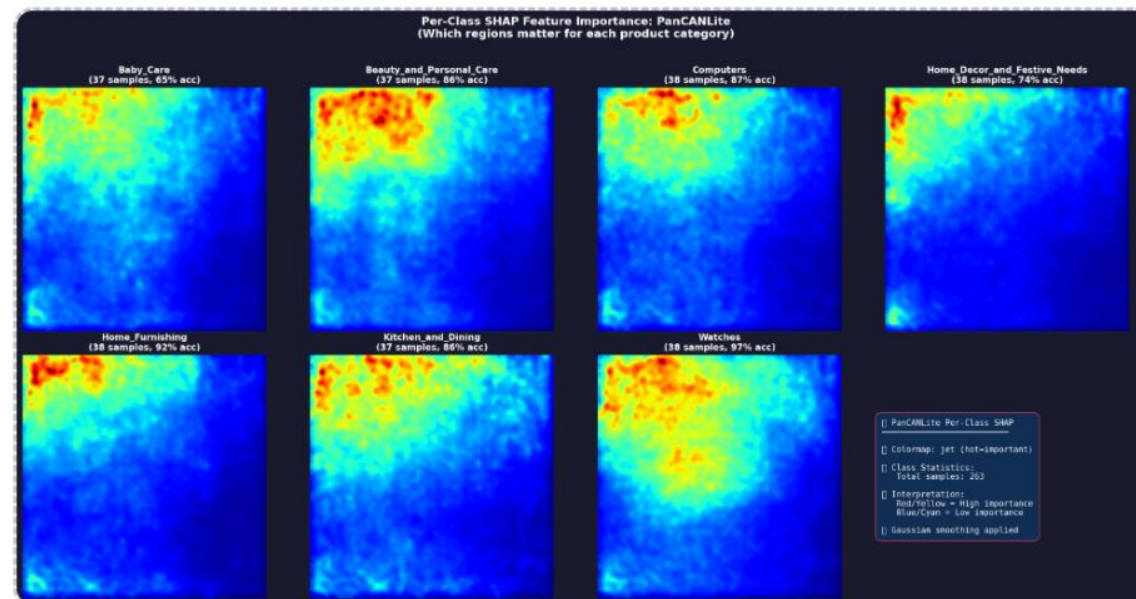 Per-Class SHAP Feature Importance: PanCANLite
(Which regions matter for each product category)
Baby_Care
(37 samples, 65% acc)
Beauty_and_Personal_Care
(37 samples, 86% acc)
Computers
(38 samples, 87% acc)
Home_Decor_and_Festive_Needs
(38 samples, 74% acc)
Home_Furnishing
(38 samples, 92% acc)
Kitchen_and_Dining
(37 samples, 86% acc)
Watches
(38 samples, 97% acc)
PanCANLite Per-Class SHAP
Colormap: jet (hot=important)
Class Statistics:
Total samples: 263
Interpretation:
Red/Yellow = High importance
Blue/Cyan = Low importance
Gaussian smoothing applied